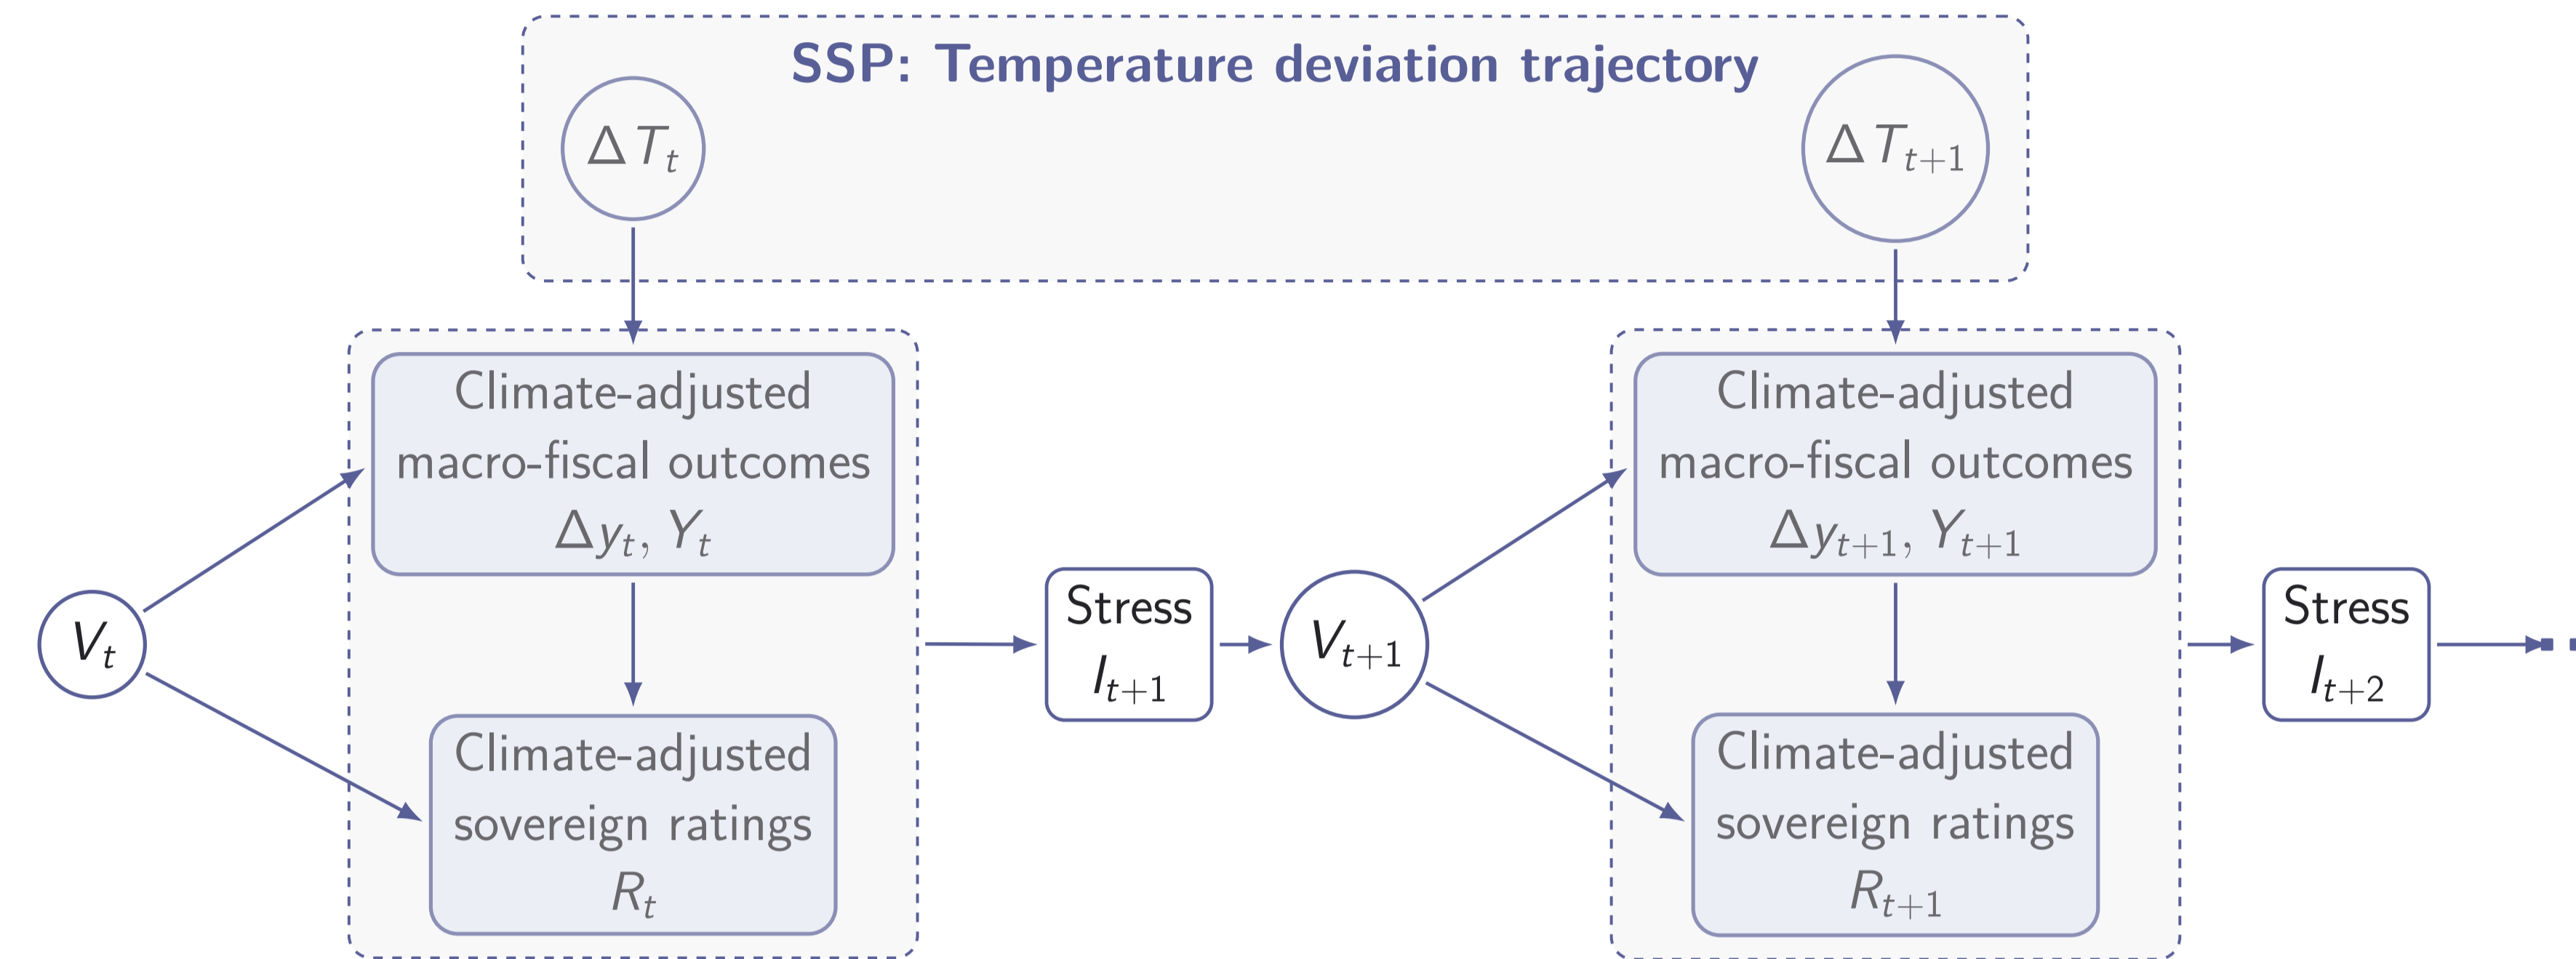 SSP: Temperature deviation trajectory
ΔT_t
ΔT_{t+1}
Climate-adjusted
macro-fiscal outcomes
Δy_t, Y_t
V_t
Climate-adjusted
sovereign ratings
R_t
Stress
I_{t+1}
V_{t+1}
Climate-adjusted
macro-fiscal outcomes
Δy_{t+1}, Y_{t+1}
Climate-adjusted
sovereign ratings
R_{t+1}
Stress
I_{t+2}